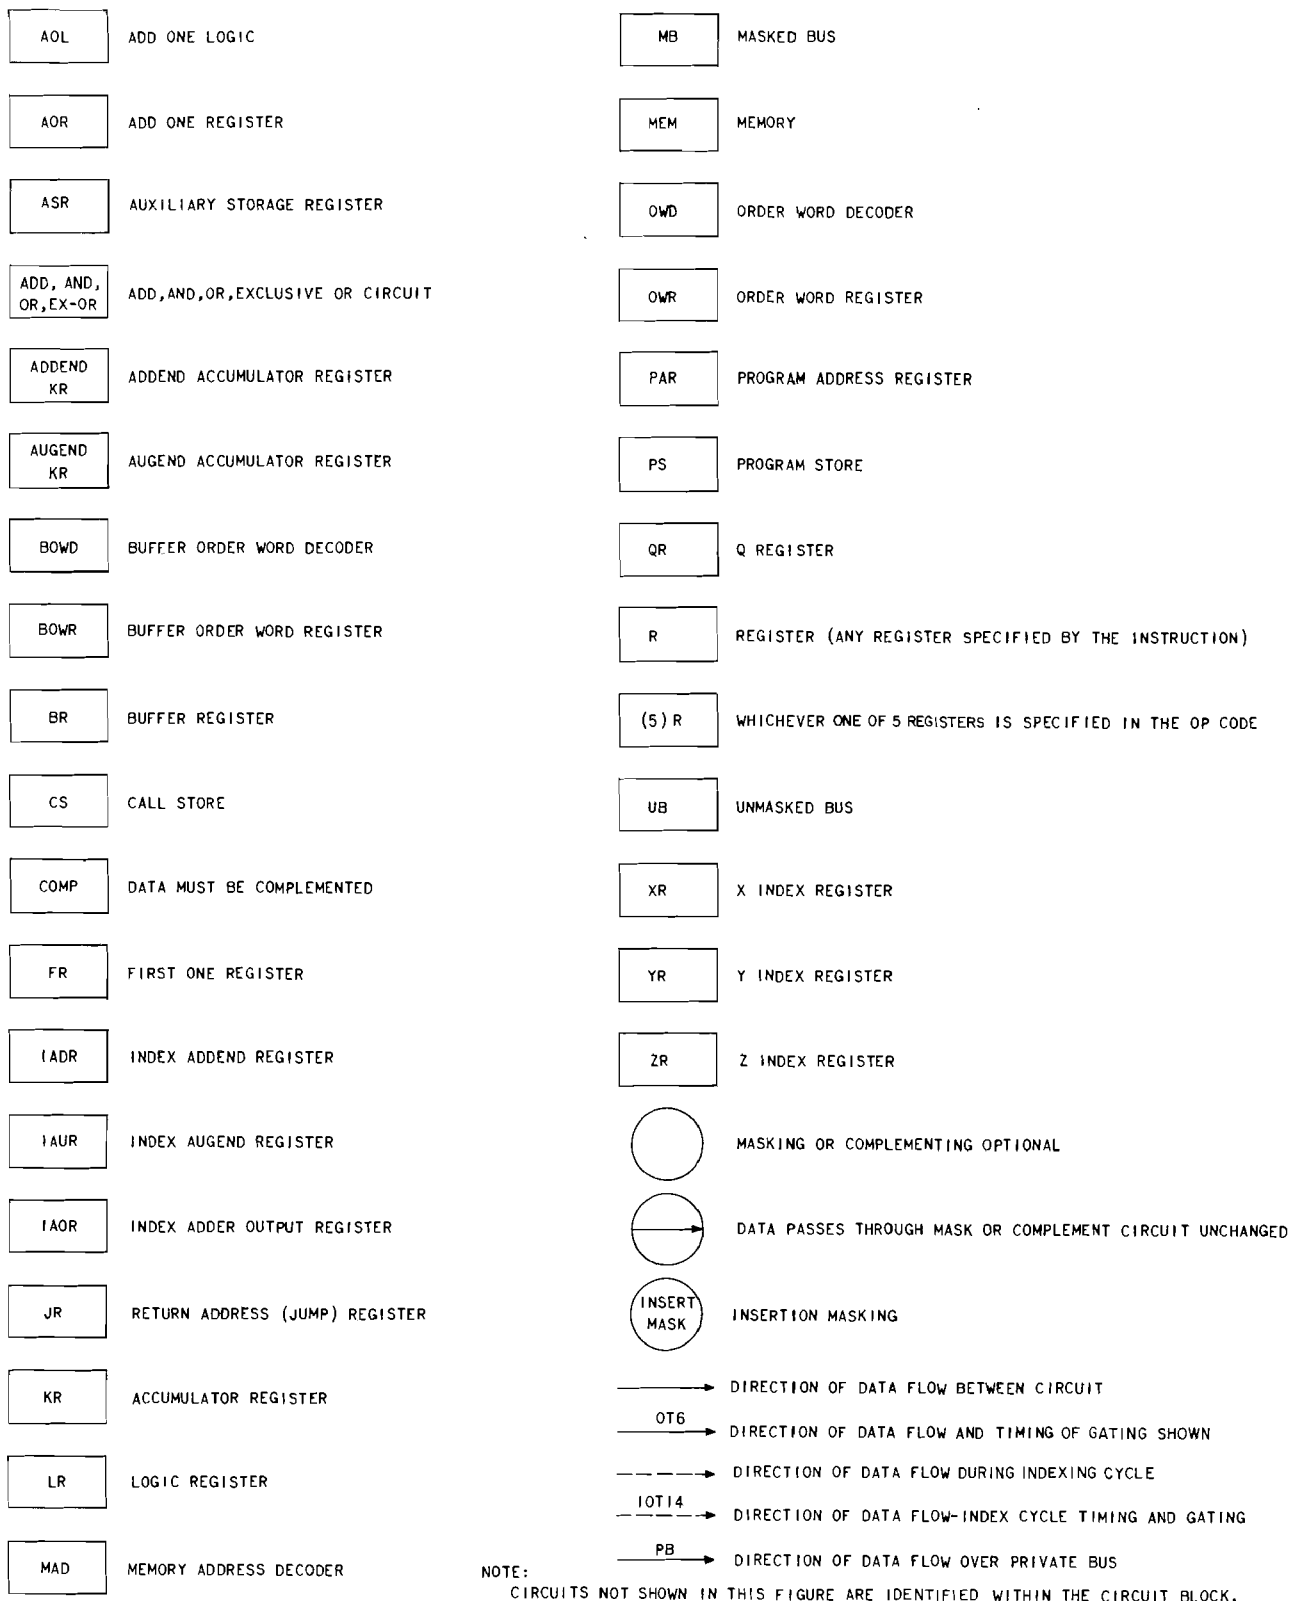 AOL ADD ONE LOGIC
AOR ADD ONE REGISTER
ASR AUXILIARY STORAGE REGISTER
ADD, AND,
OR,EX-OR
ADD,AND,OR,EXCLUSIVE OR CIRCUIT
ADDEND
KR
ADDEND ACCUMULATOR REGISTER
AUGEND
KR
AUGEND ACCUMULATOR REGISTER
BOWD BUFFER ORDER WORD DECODER
BOWR BUFFER ORDER WORD REGISTER
BR BUFFER REGISTER
CS CALL STORE
COMP DATA MUST BE COMPLEMENTED
FR FIRST ONE REGISTER
IADR INDEX ADDEND REGISTER
IAUR INDEX AUGEND REGISTER
IAOR INDEX ADDER OUTPUT REGISTER
JR RETURN ADDRESS (JUMP) REGISTER
KR ACCUMULATOR REGISTER
LR LOGIC REGISTER
MAD MEMORY ADDRESS DECODER
MB MASKED BUS
MEM MEMORY
OWD ORDER WORD DECODER
OWR ORDER WORD REGISTER
PAR PROGRAM ADDRESS REGISTER
PS PROGRAM STORE
QR Q REGISTER
R REGISTER (ANY REGISTER SPECIFIED BY THE INSTRUCTION)
(5) R WHICHEVER ONE OF 5 REGISTERS IS SPECIFIED IN THE OP CODE
UB UNMASKED BUS
XR X INDEX REGISTER
YR Y INDEX REGISTER
ZR Z INDEX REGISTER
MASKING OR COMPLEMENTING OPTIONAL
DATA PASSES THROUGH MASK OR COMPLEMENT CIRCUIT UNCHANGED
INSERT
MASK
INSERTION MASKING
DIRECTION OF DATA FLOW BETWEEN CIRCUIT
OT6
DIRECTION OF DATA FLOW AND TIMING OF GATING SHOWN
DIRECTION OF DATA FLOW DURING INDEXING CYCLE
IOT14
DIRECTION OF DATA FLOW-INDEX CYCLE TIMING AND GATING
PB
DIRECTION OF DATA FLOW OVER PRIVATE BUS
NOTE:
CIRCUITS NOT SHOWN IN THIS FIGURE ARE IDENTIFIED WITHIN THE CIRCUIT BLOCK.